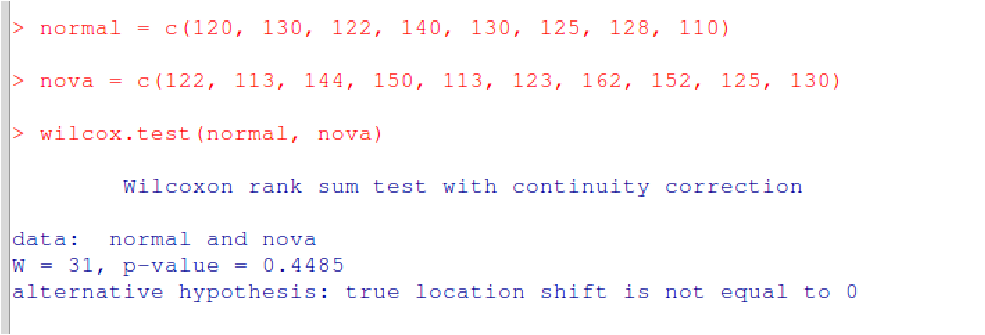 > normal = c(120, 130, 122, 140, 130, 125, 128, 110)
> nova = c(122, 113, 144, 150, 113, 123, 162, 152, 125, 130)
> wilcox.test(normal, nova)
Wilcoxon rank sum test with continuity correction
data: normal and nova
W = 31, p-value = 0.4485
alternative hypothesis: true location shift is not equal to 0